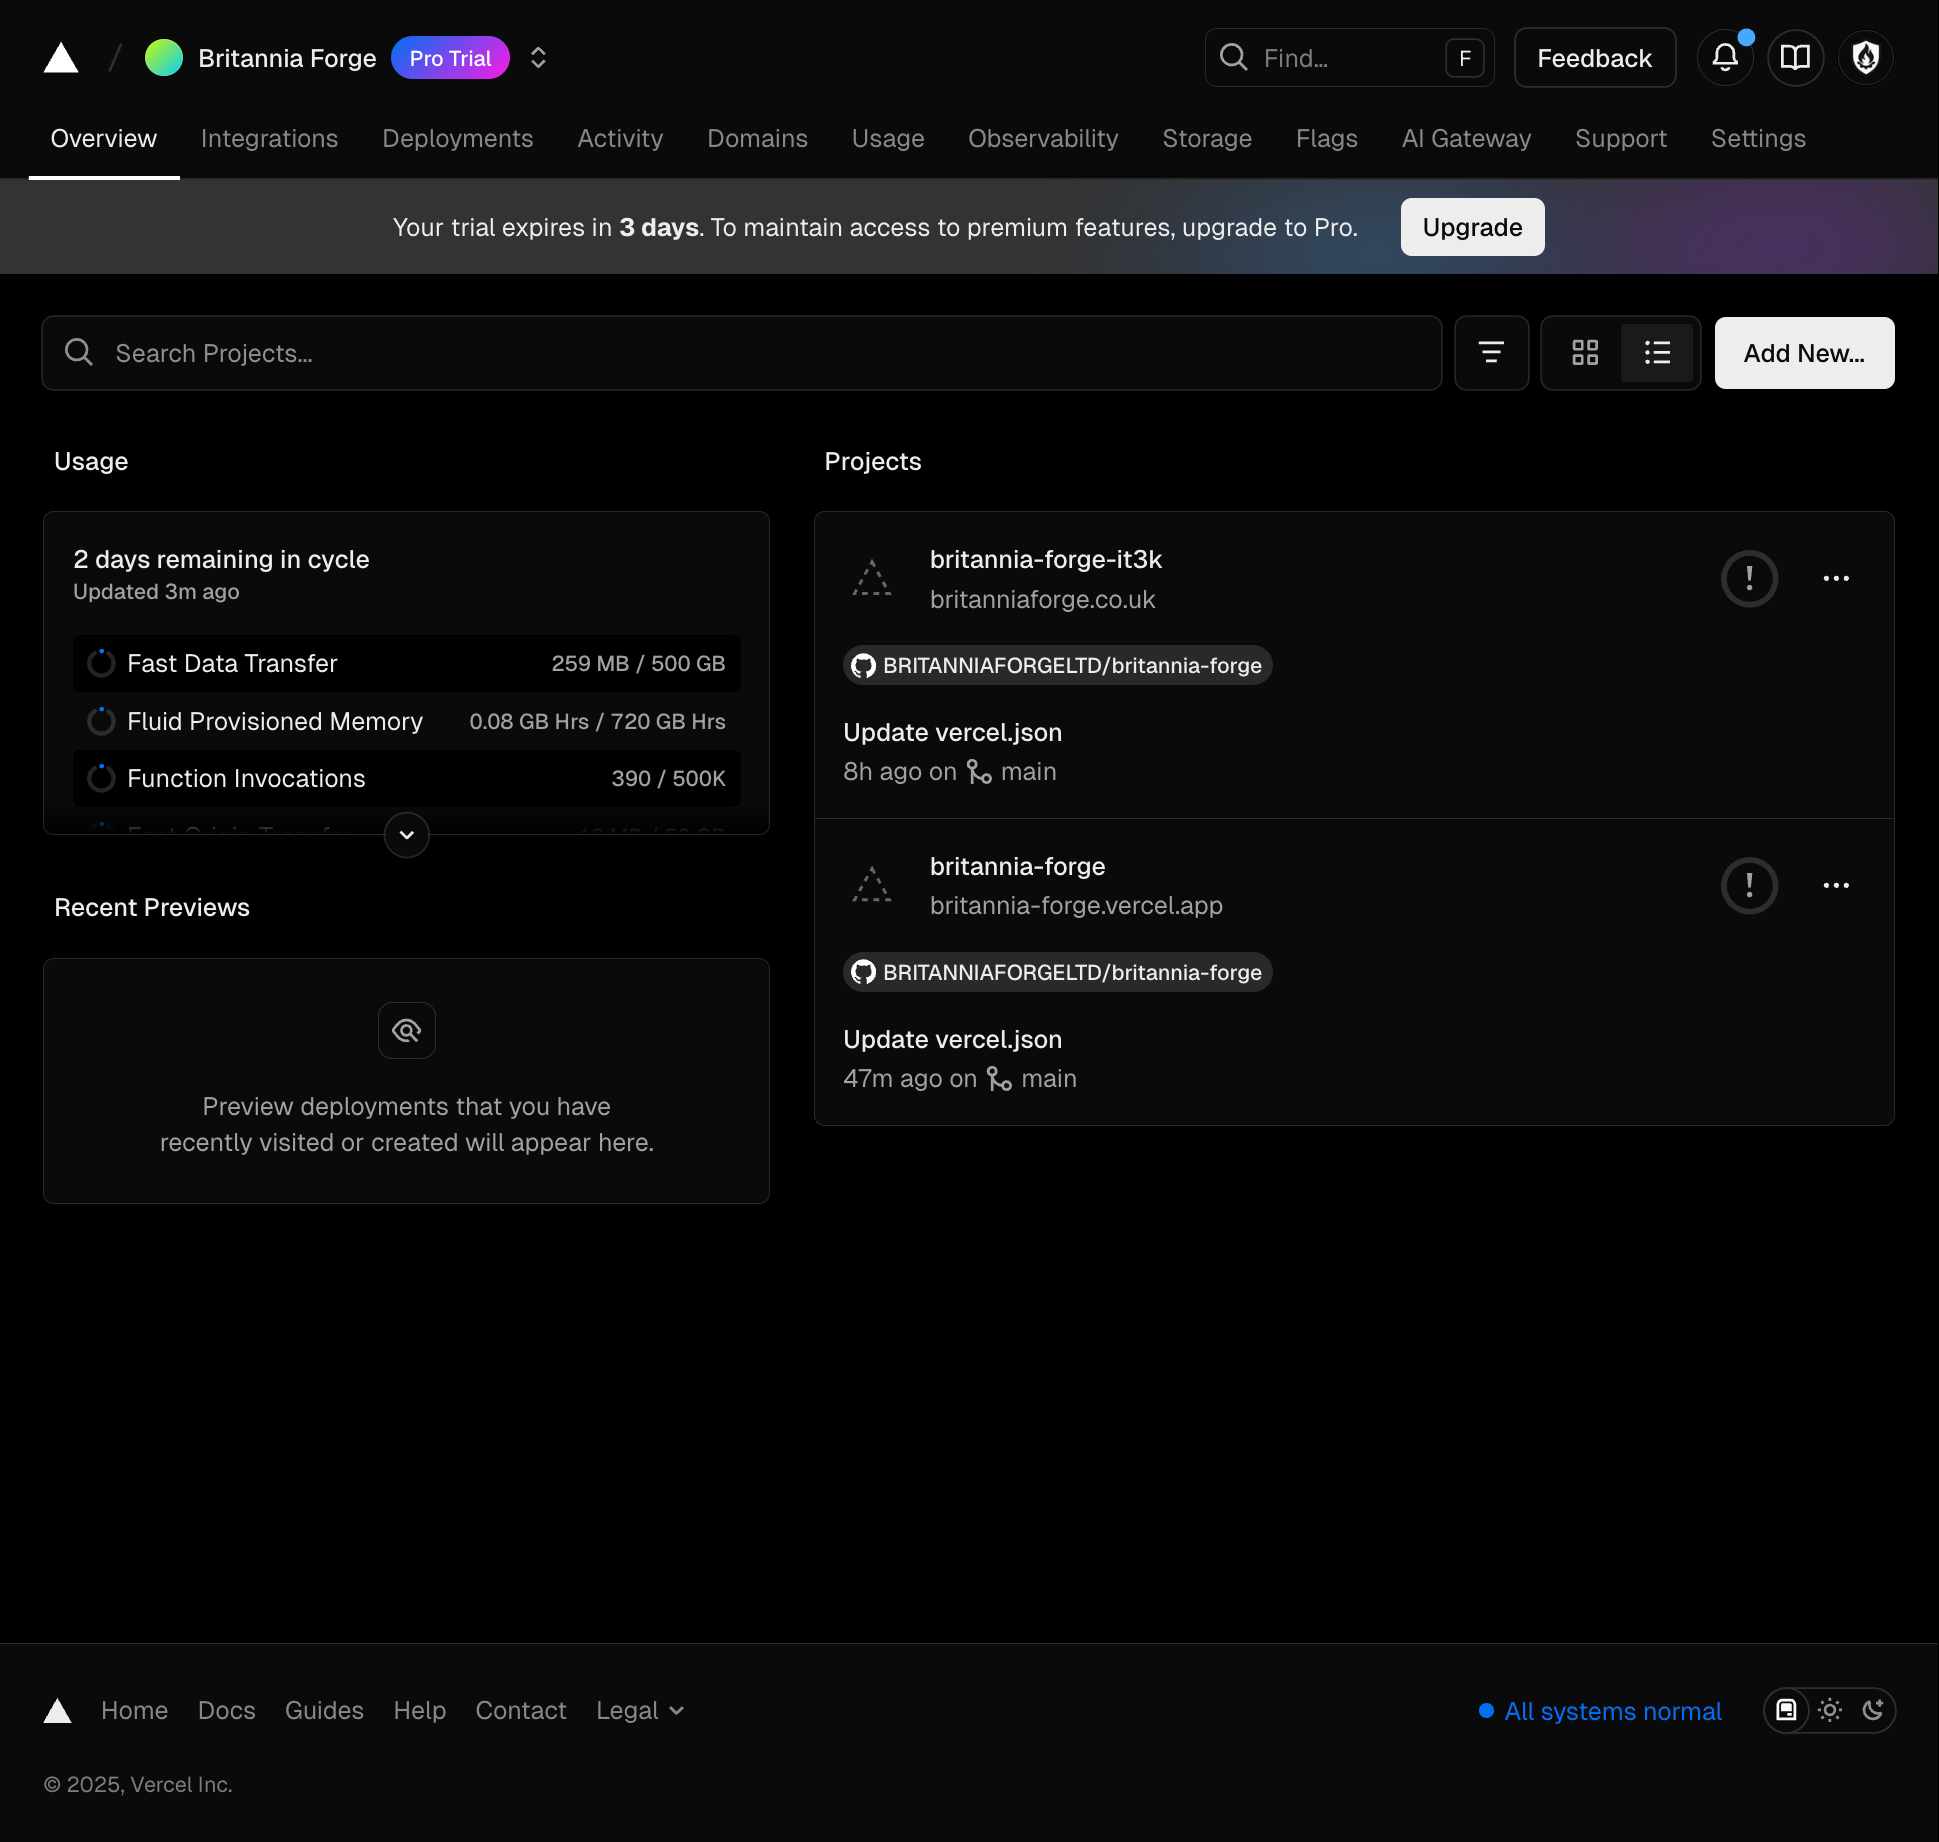 Britannia Forge Pro Trial
Find... F Feedback
Overview Integrations Deployments Activity Domains Usage Observability Storage Flags AI Gateway Support Settings
Your trial expires in 3 days. To maintain access to premium features, upgrade to Pro. Upgrade
Search Projects... Add New...
Usage
2 days remaining in cycle
Updated 3m ago
Fast Data Transfer 259 MB / 500 GB
Fluid Provisioned Memory 0.08 GB Hrs / 720 GB Hrs
Function Invocations 390 / 500K
Fast Origin Transfer
Recent Previews
Preview deployments that you have
recently visited or created will appear here.
Projects
britannia-forge-it3k
britanniaforge.co.uk
BRITANNIAFORGELTD/britannia-forge
Update vercel.json
8h ago on main
britannia-forge
britannia-forge.vercel.app
BRITANNIAFORGELTD/britannia-forge
Update vercel.json
47m ago on main
Home Docs Guides Help Contact Legal
All systems normal
© 2025, Vercel Inc.